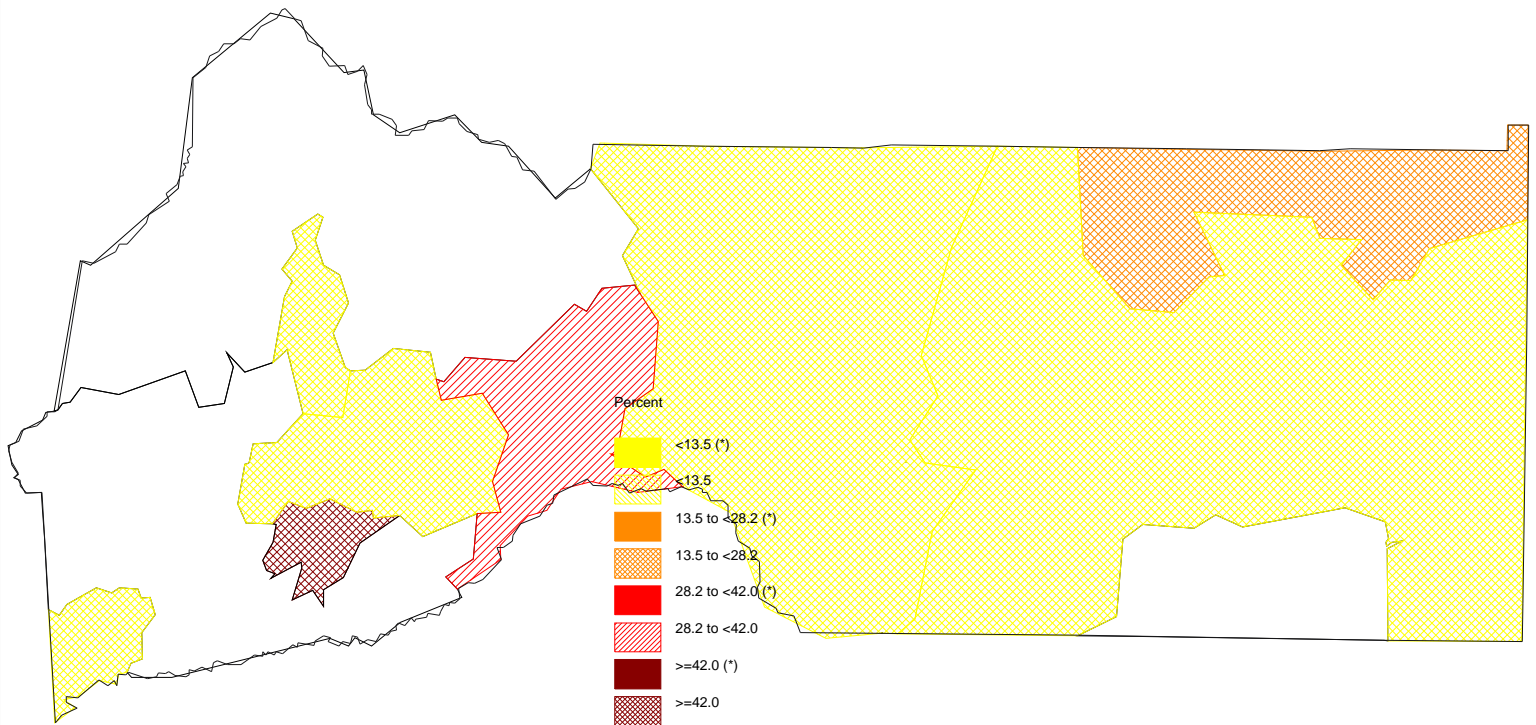 Percent
<13.5 (*)
<13.5
13.5 to <28.2 (*)
13.5 to <28.2
28.2 to <42.0 (*)
28.2 to <42.0
>=42.0 (*)
>=42.0